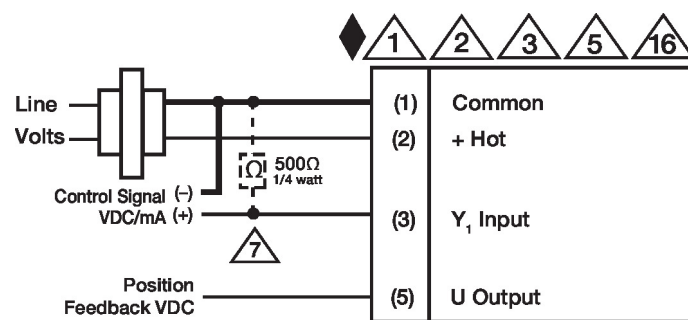 1 2 3 5 16
Line
Volts
(1) Common
(2) + Hot
Ω 500Ω
1/4 watt
Control Signal (–)
VDC/mA (+)
(3) Y1 Input
7
Position
Feedback VDC
(5) U Output